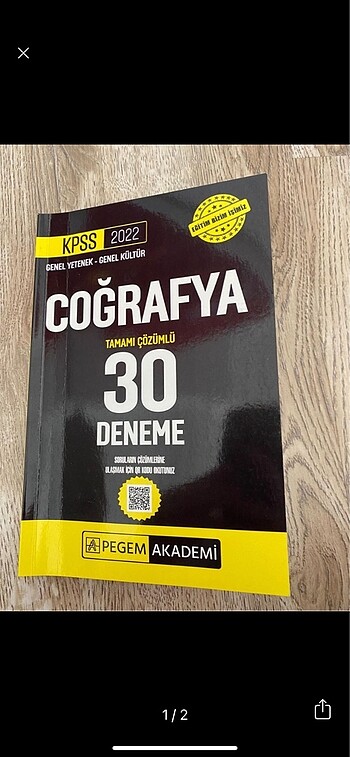 EĞİTİM BİZİM İŞİMİZ
KPSS 2022
GENEL YETENEK - GENEL KÜLTÜR
COĞRAFYA
TAMAMI ÇÖZÜMLÜ
30
DENEME
SORULARIN ÇÖZÜMLERİNE
ULAŞMAK İÇİN QR KODU OKUTUNUZ
PEGEM AKADEMİ
1 / 2